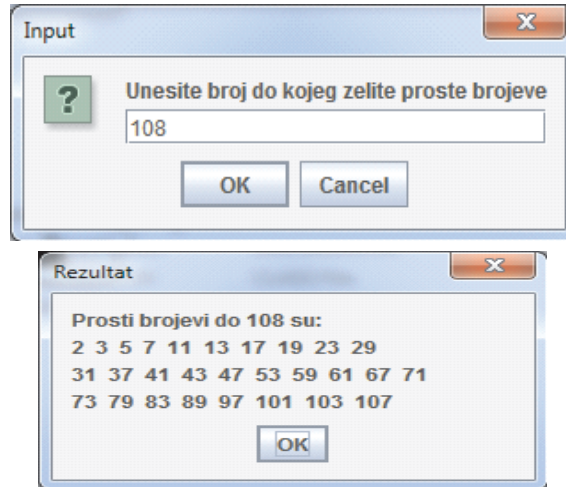 Input
?
Unesite broj do kojeg zelite proste brojeve
108
OK Cancel
Rezultat
Prosti brojevi do 108 su:
2 3 5 7 11 13 17 19 23 29
31 37 41 43 47 53 59 61 67 71
73 79 83 89 97 101 103 107
OK